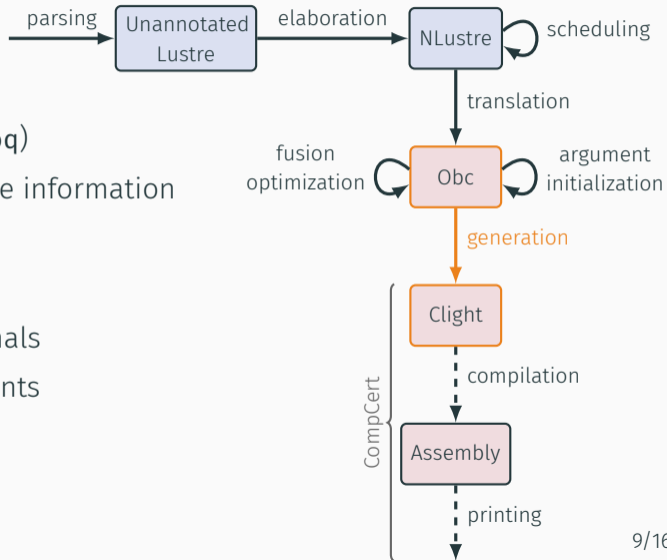 parsing
Unannotated
Lustre
elaboration
NLustre
scheduling
translation
q)
e information
fusion
optimization
Obc
argument
initialization
generation
Clight
nals
nts
compilation
CompCert
Assembly
printing
9/16